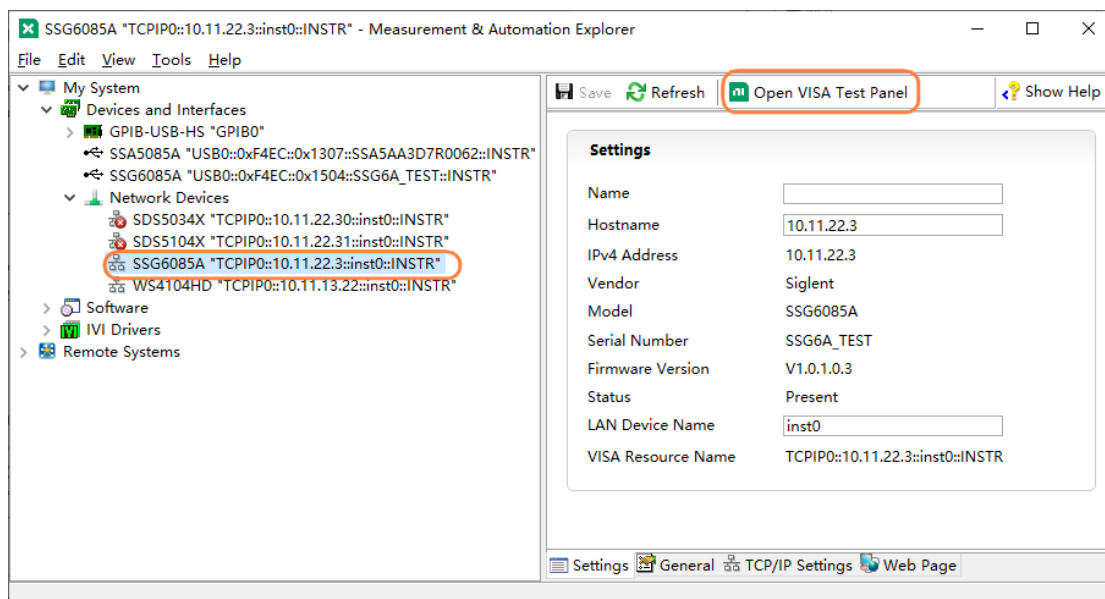 SSG6085A "TCPIP0::10.11.22.3::inst0::INSTR" - Measurement & Automation Explorer
File Edit View Tools Help
My System
Devices and Interfaces
GPIB-USB-HS "GPIB0"
SSA5085A "USB0::0xF4EC::0x1307::SSA5AA3D7R0062::INSTR"
SSG6085A "USB0::0xF4EC::0x1504::SSG6A_TEST::INSTR"
Network Devices
SDS5034X "TCPIP0::10.11.22.30::inst0::INSTR"
SDS5104X "TCPIP0::10.11.22.31::inst0::INSTR"
SSG6085A "TCPIP0::10.11.22.3::inst0::INSTR"
WS4104HD "TCPIP0::10.11.13.22::inst0::INSTR"
Software
IVI Drivers
Remote Systems
Save Refresh Open VISA Test Panel Show Help
Settings
Name
Hostname 10.11.22.3
IPv4 Address 10.11.22.3
Vendor Siglent
Model SSG6085A
Serial Number SSG6A_TEST
Firmware Version V1.0.1.0.3
Status Present
LAN Device Name inst0
VISA Resource Name TCPIP0::10.11.22.3::inst0::INSTR
Settings General TCP/IP Settings Web Page